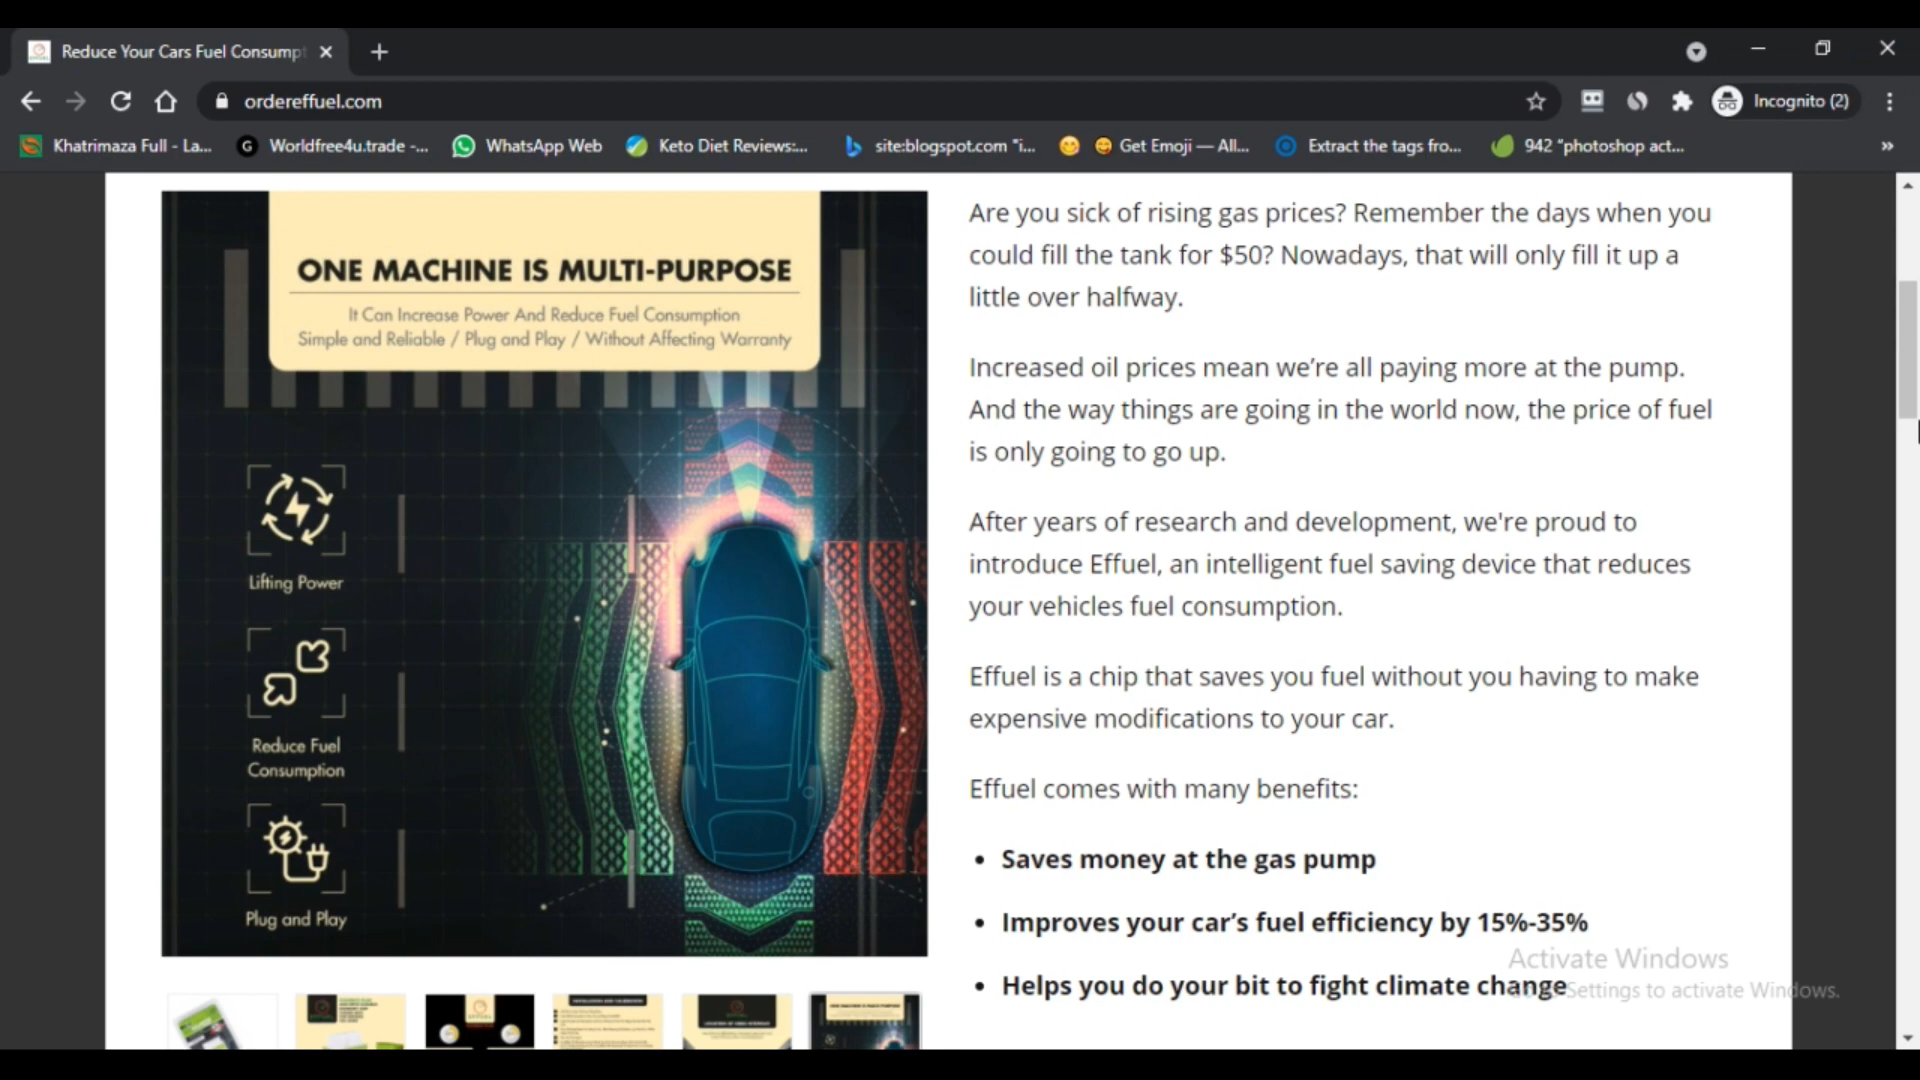 Reduce Your Cars Fuel Consumpt
ordereffuel.com
Incognito (2)
Khatrimaza Full - La...
Worldfree4u.trade -...
WhatsApp Web
Keto Diet Reviews:...
site:blogspot.com "i...
Get Emoji — All...
Extract the tags fro...
942 "photoshop act...
»
ONE MACHINE IS MULTI-PURPOSE
It Can Increase Power And Reduce Fuel Consumption
Simple and Reliable / Plug and Play / Without Affecting Warranty
Lifting Power
Reduce Fuel
Consumption
Plug and Play
Are you sick of rising gas prices? Remember the days when you
could fill the tank for $50? Nowadays, that will only fill it up a
little over halfway.
Increased oil prices mean we’re all paying more at the pump.
And the way things are going in the world now, the price of fuel
is only going to go up.
After years of research and development, we're proud to
introduce Effuel, an intelligent fuel saving device that reduces
your vehicles fuel consumption.
Effuel is a chip that saves you fuel without you having to make
expensive modifications to your car.
Effuel comes with many benefits:
• Saves money at the gas pump
• Improves your car’s fuel efficiency by 15%-35%
• Helps you do your bit to fight climate change
Activate Windows
Settings to activate Windows.